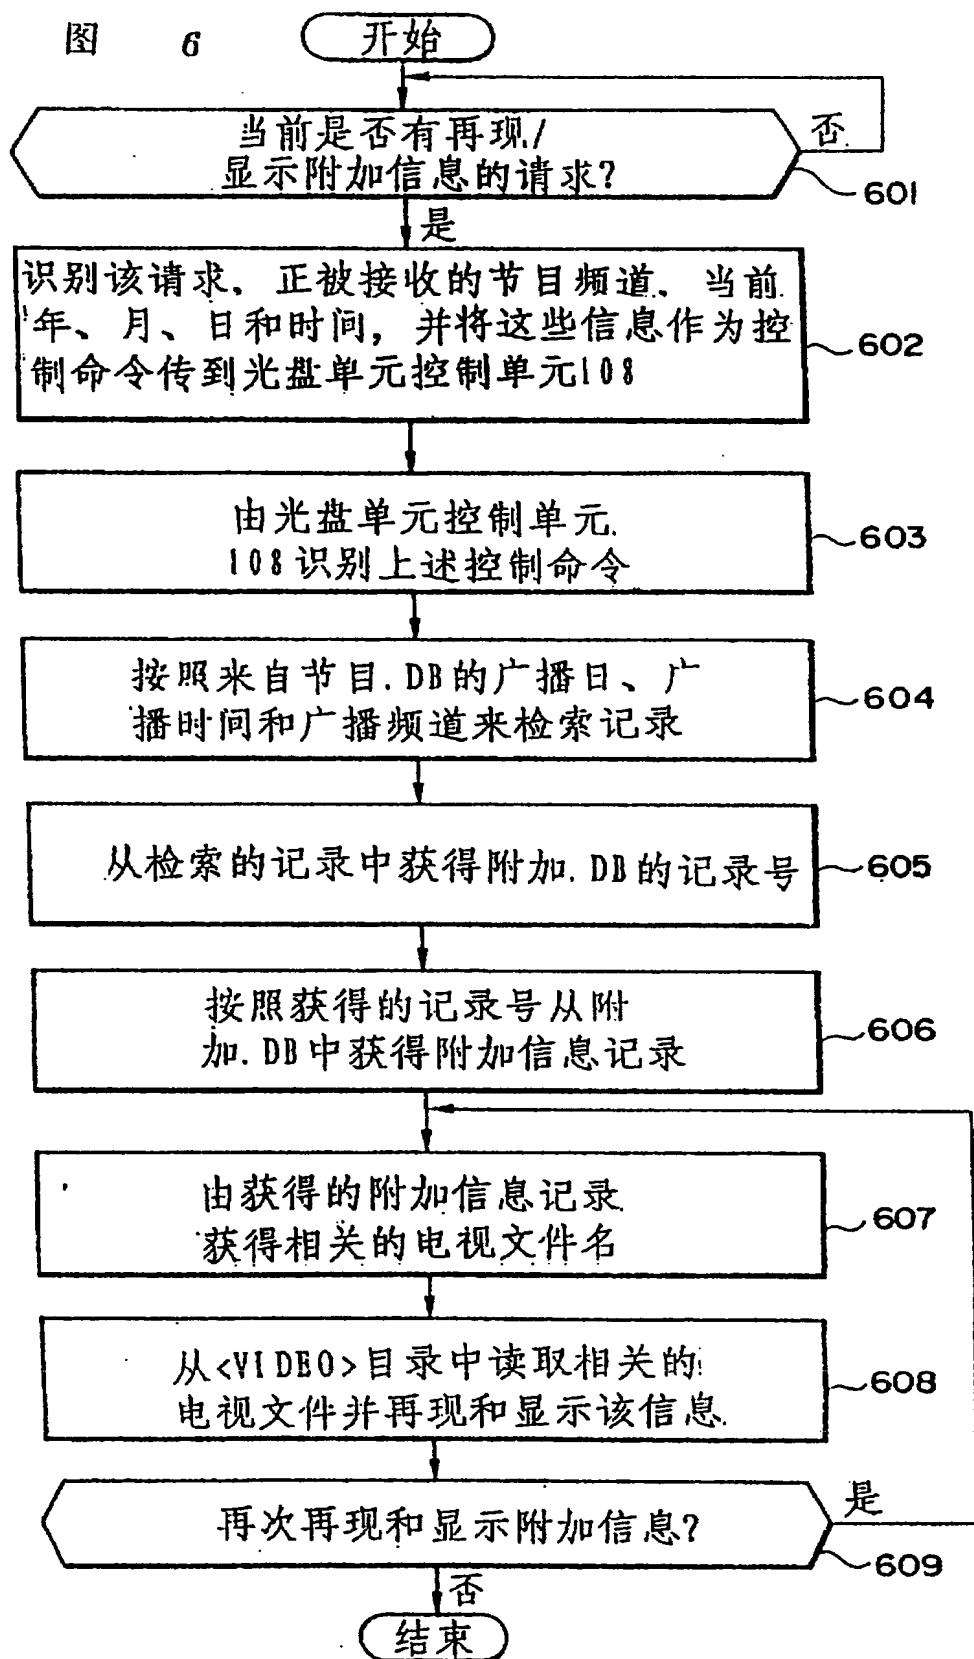 图 6
开始
当前是否有再现/
显示附加信息的请求?
否
601
是
识别该请求、正被接收的节目频道、当前
年、月、日和时间,并将这些信息作为控
制命令传到光盘单元控制单元108
602
由光盘单元控制单元
108识别上述控制命令
603
按照来自节目.DB的广播日、广
播时间和广播频道来检索记录
604
从检索的记录中获得附加.DB的记录号
605
按照获得的记录号从附
加.DB中获得附加信息记录
606
由获得的附加信息记录
获得相关的电视文件名
607
从<VIDEO>目录中读取相关的
电视文件并再现和显示该信息
608
再次再现和显示附加信息?
是
609
否
结束